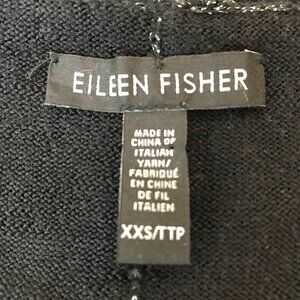 EILEEN FISHER
MADE IN
CHINA OF
ITALIAN
YARN/
FABRIQUÉ
EN CHINE
DE FIL
ITALIEN
XXS/TTP